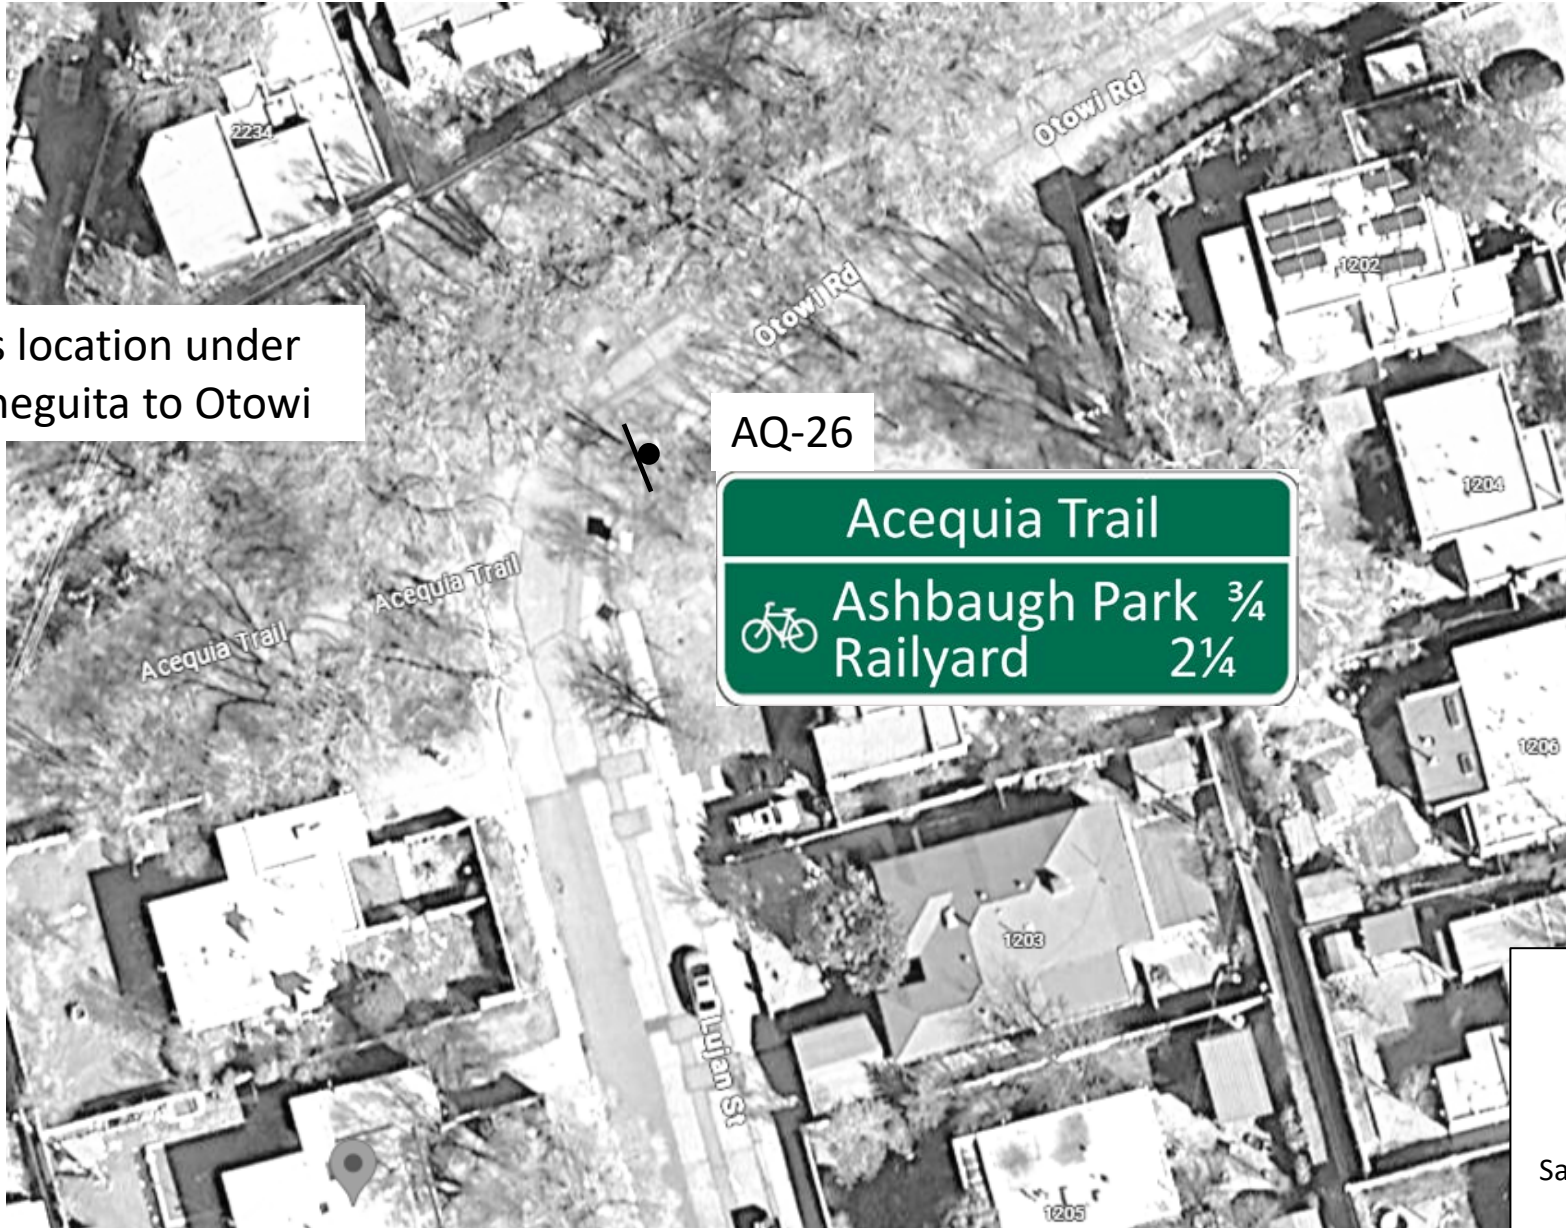 2234
Otowi Rd
Otowi Rd
1202
s location under
neguita to Otowi
AQ-26
1204
Acequia Trail
Ashbaugh Park ¾
Railyard 2¼
Acequia Trail
Acequia Trail
1206
1203
Lujan St
Sa
1205